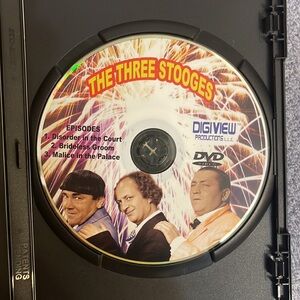 THE THREE STOOGES
EPISODES
1. Disorder in the Court
2. Brideless Groom
3. Malice in the Palace
DIGIVIEW
PRODUCTIONS L.L.C.
DVD
PATENTS